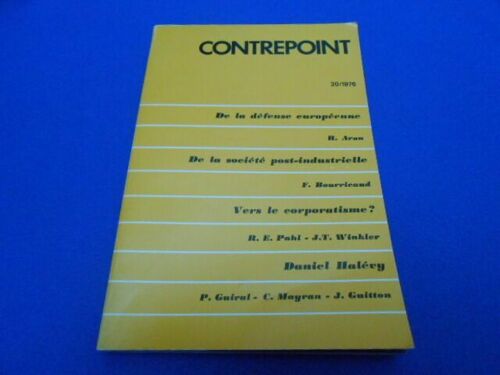 CONTREPOINT
20/1976
De la défense européenne
R. Aron
De la société post-industrielle
F. Bourricaud
Vers le corporatisme?
R. E. Pahl - J.T. Winkler
Daniel Halévy
P. Guiral - C. Mayran - J. Guitton